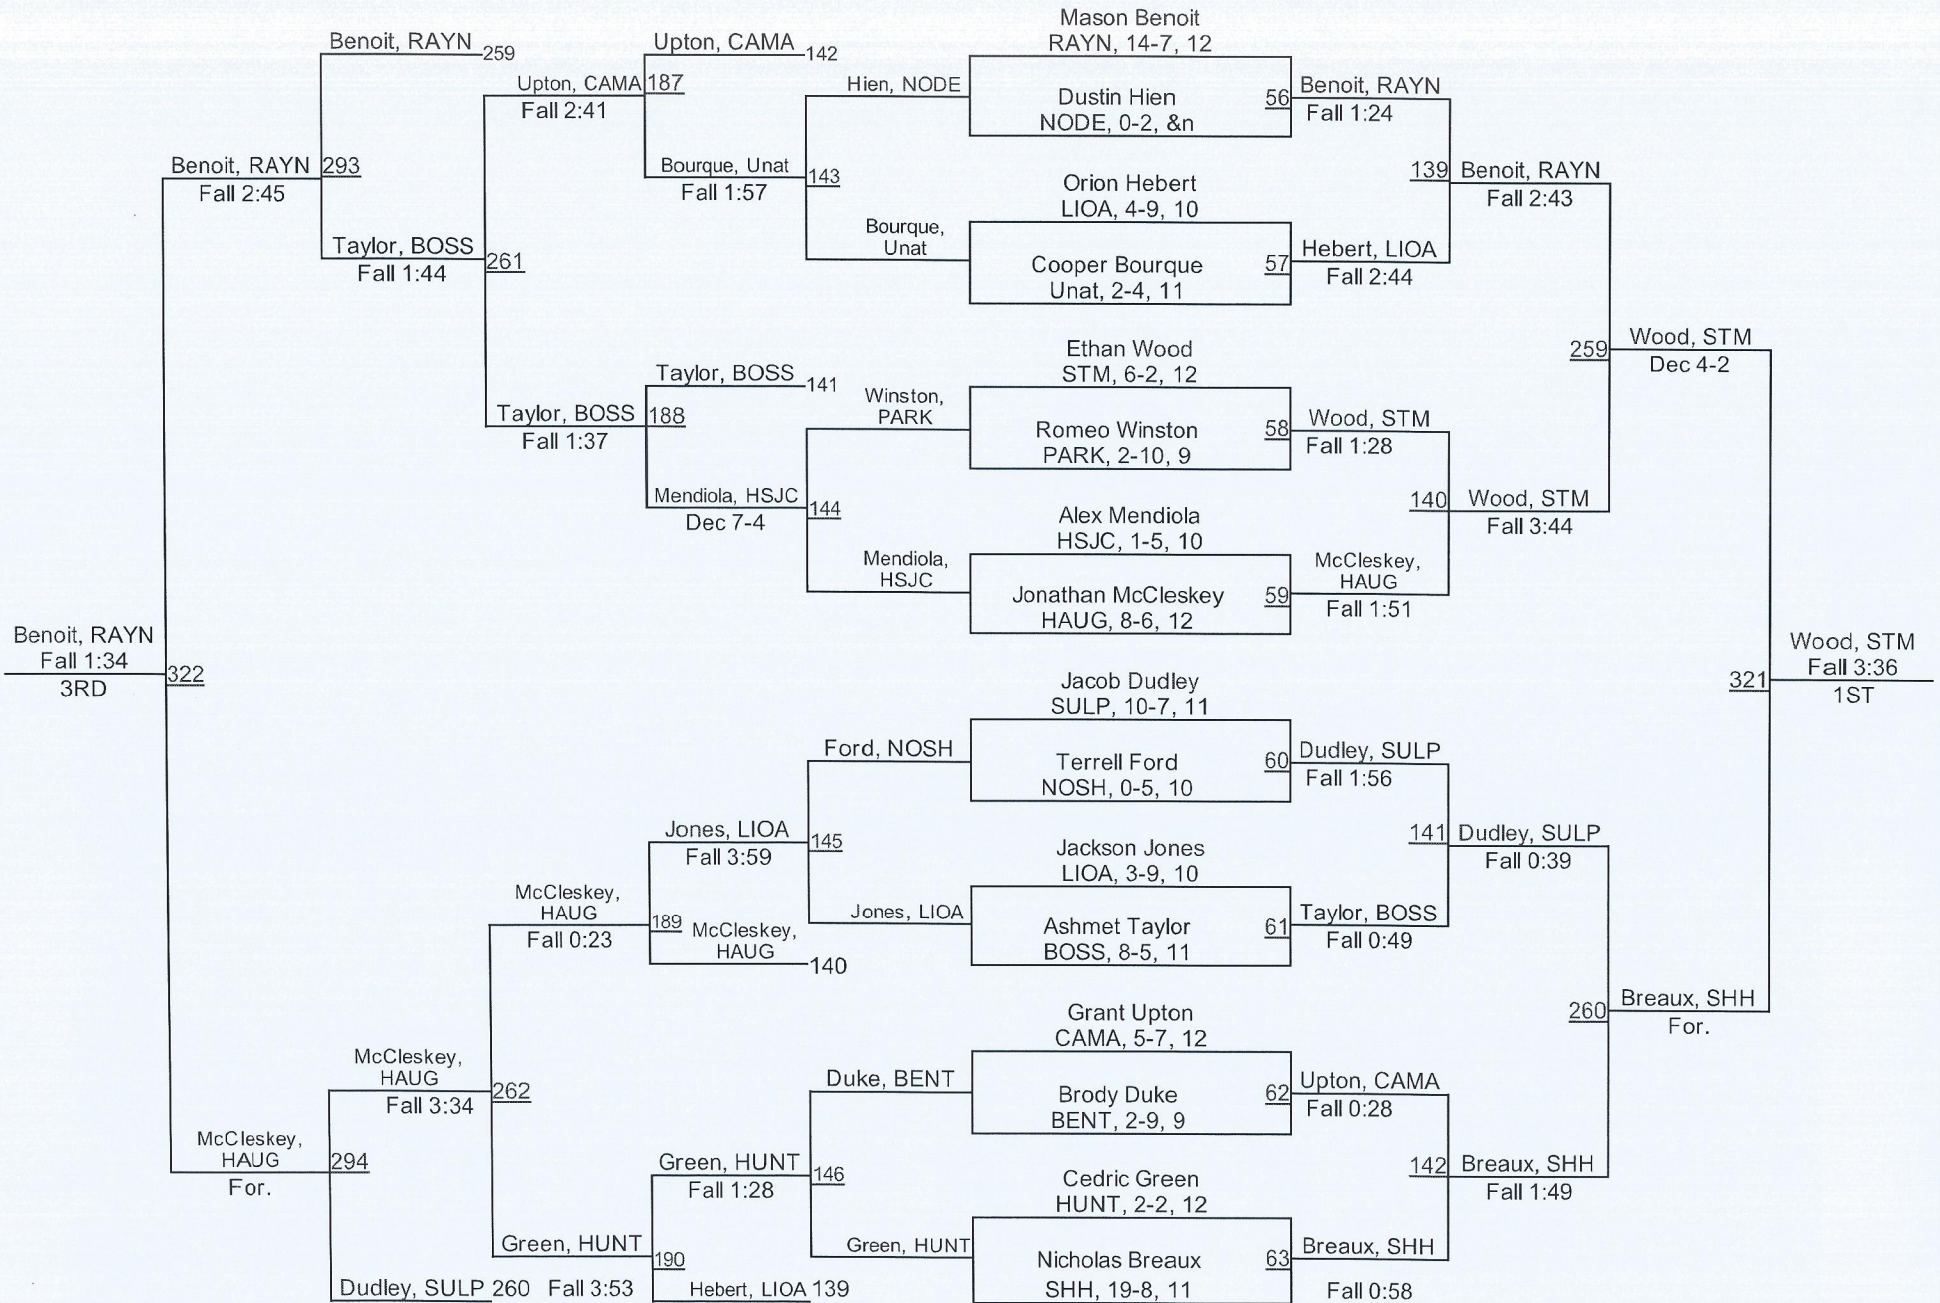 Mason Benoit
RAYN, 14-7, 12
Dustin Hien
NODE, 0-2, &n
Orion Hebert
LIOA, 4-9, 10
Cooper Bourque
Unat, 2-4, 11
Ethan Wood
STM, 6-2, 12
Romeo Winston
PARK, 2-10, 9
Alex Mendiola
HSJC, 1-5, 10
Jonathan McCleskey
HAUG, 8-6, 12
Jacob Dudley
SULP, 10-7, 11
Terrell Ford
NOSH, 0-5, 10
Jackson Jones
LIOA, 3-9, 10
Ashmet Taylor
BOSS, 8-5, 11
Grant Upton
CAMA, 5-7, 12
Brody Duke
BENT, 2-9, 9
Cedric Green
HUNT, 2-2, 12
Nicholas Breaux
SHH, 19-8, 11
56
Benoit, RAYN
Fall 1:24
57
Hebert, LIOA
Fall 2:44
58
Wood, STM
Fall 1:28
59
McCleskey,
HAUG
Fall 1:51
60
Dudley, SULP
Fall 1:56
61
Taylor, BOSS
Fall 0:49
62
Upton, CAMA
Fall 0:28
63
Breaux, SHH
Fall 0:58
139
Benoit, RAYN
Fall 2:43
140
Wood, STM
Fall 3:44
141
Dudley, SULP
Fall 0:39
142
Breaux, SHH
Fall 1:49
259
Wood, STM
Dec 4-2
260
Breaux, SHH
For.
321
Wood, STM
Fall 3:36
1ST
Hien, NODE
Bourque,
Unat
Winston,
PARK
Mendiola,
HSJC
Ford, NOSH
Jones, LIOA
Duke, BENT
Green, HUNT
Upton, CAMA
142
Bourque, Unat
143
Fall 1:57
Taylor, BOSS
141
Mendiola, HSJC
144
Dec 7-4
Jones, LIOA
145
Fall 3:59
McCleskey,
HAUG
140
Green, HUNT
146
Fall 1:28
Hebert, LIOA 139
Upton, CAMA
187
Fall 2:41
Taylor, BOSS
188
Fall 1:37
McCleskey,
HAUG
189
Fall 0:23
Green, HUNT
190
Fall 3:53
Benoit, RAYN
259
Taylor, BOSS
261
Fall 1:44
McCleskey,
HAUG
262
Fall 3:34
Dudley, SULP 260
Benoit, RAYN
293
Fall 2:45
McCleskey,
HAUG
294
For.
Benoit, RAYN
Fall 1:34
322
3RD